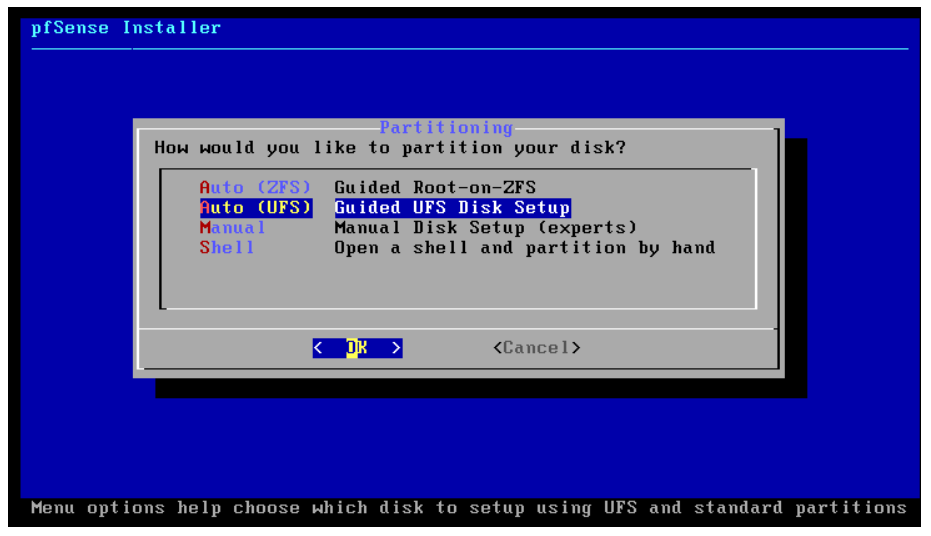 pfSense Installer
Partitioning
How would you like to partition your disk?
Auto (ZFS) Guided Root-on-ZFS
Auto (UFS) Guided UFS Disk Setup
Manual Manual Disk Setup (experts)
Shell Open a shell and partition by hand
< OK > <Cancel>
Menu options help choose which disk to setup using UFS and standard partitions